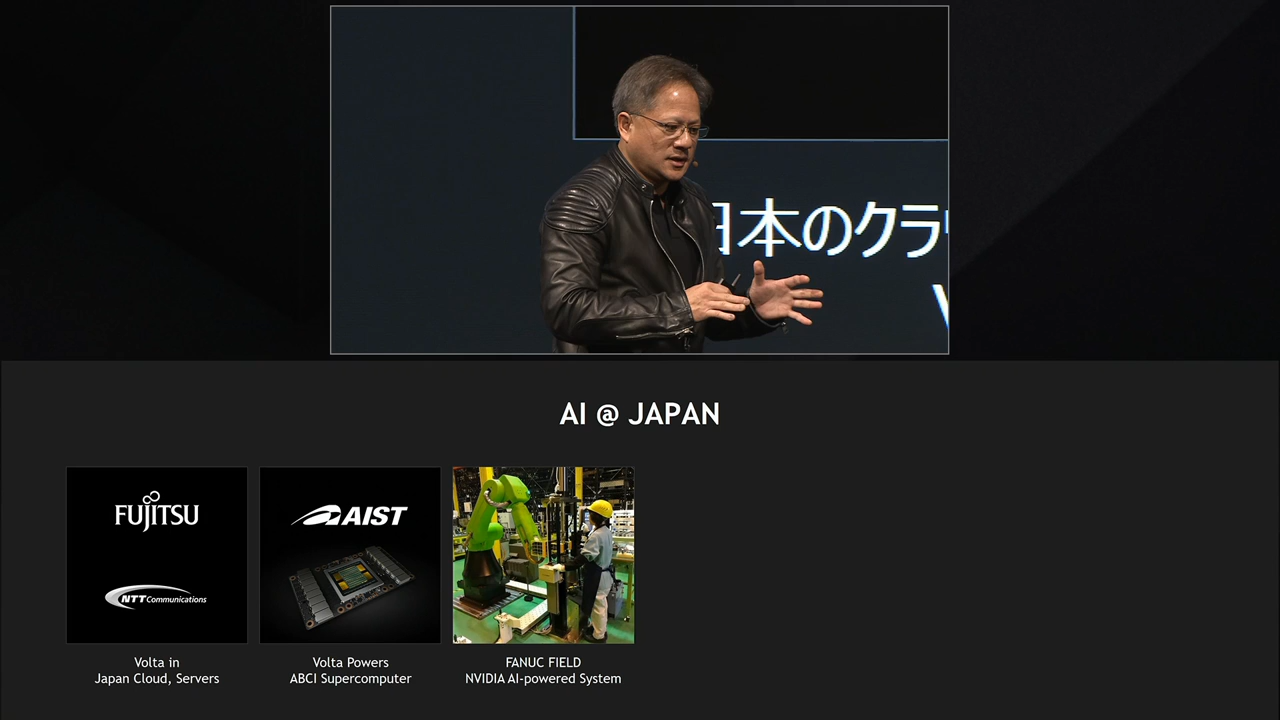 日本のクラ
AI @ JAPAN
FUJITSU
NTT Communications
AIST
Volta in
Japan Cloud, Servers
Volta Powers
ABCI Supercomputer
FANUC FIELD
NVIDIA AI-powered System